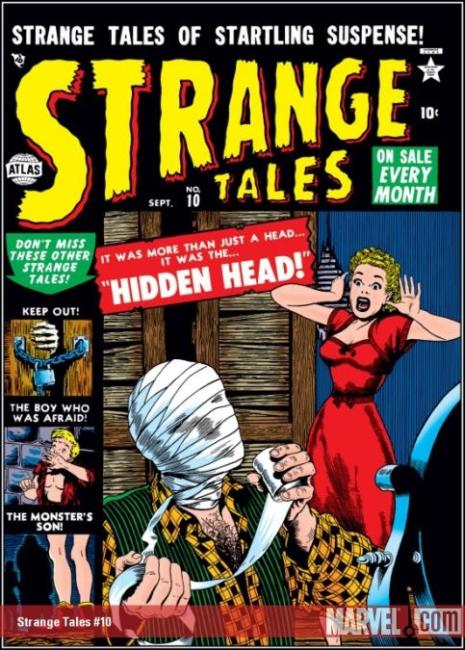 STRANGE TALES OF STARTLING SUSPENSE!
STRANGE
TALES
10¢
ATLAS
SEPT.
NO.
10
ON SALE
EVERY
MONTH
DON'T MISS
THESE OTHER
STRANGE
TALES!
IT WAS MORE THAN JUST A HEAD...
IT WAS THE...
"HIDDEN HEAD!"
KEEP OUT!
THE BOY WHO
WAS AFRAID!
THE MONSTER'S
SON!
Strange Tales #10
MARVEL.com